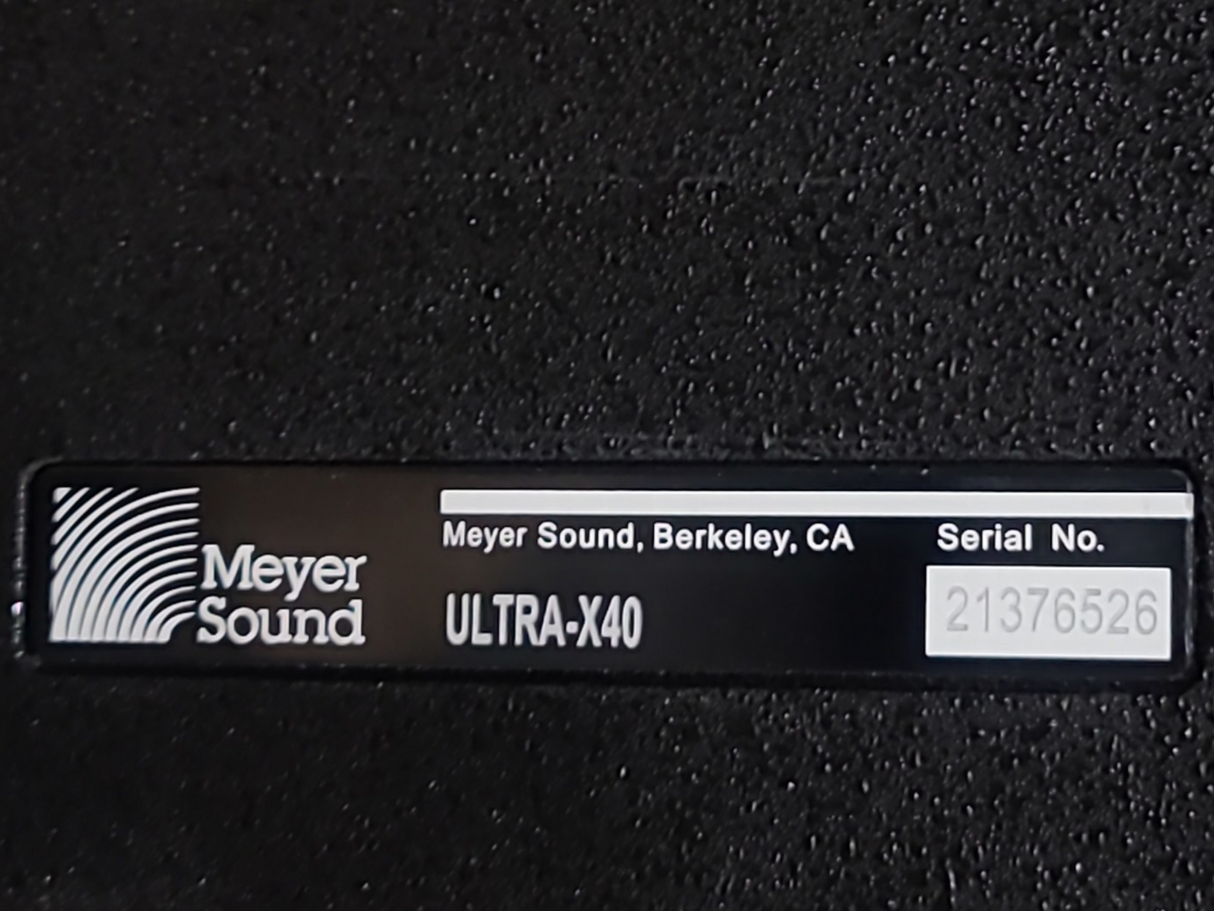 Meyer
Sound
Meyer Sound, Berkeley, CA
ULTRA-X40
Serial No.
21376526